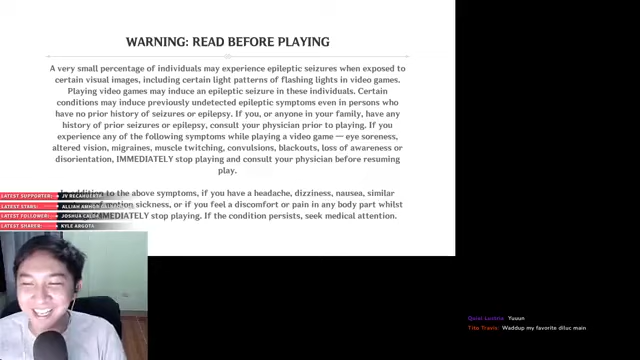 WARNING: READ BEFORE PLAYING
A very small percentage of individuals may experience epileptic seizures when exposed to
certain visual images, including certain light patterns of flashing lights in video games.
Playing video games may induce an epileptic seizure in these individuals. Certain
conditions may induce previously undetected epileptic symptoms even in persons who
have no prior history of seizures or epilepsy. If you, or anyone in your family, have any
history of prior seizures or epilepsy, consult your physician prior to playing. If you
experience any of the following symptoms while playing a video game — eye soreness,
altered vision, migraines, muscle twitching, convulsions, blackouts, loss of awareness or
disorientation, IMMEDIATELY stop playing and consult your physician before resuming
play.
to the above symptoms, if you have a headache, dizziness, nausea, similar
sickness, or if you feel a discomfort or pain in any body part whilst
stop playing. If the condition persists, seek medical attention.
LATEST SUPPORTER:
LATEST STARS:
LATEST FOLLOWER: JOSHUA
LATEST SHARER: KYLE ARGOTA
Yuuun
Tito Travis: Waddup my favorite diluc main